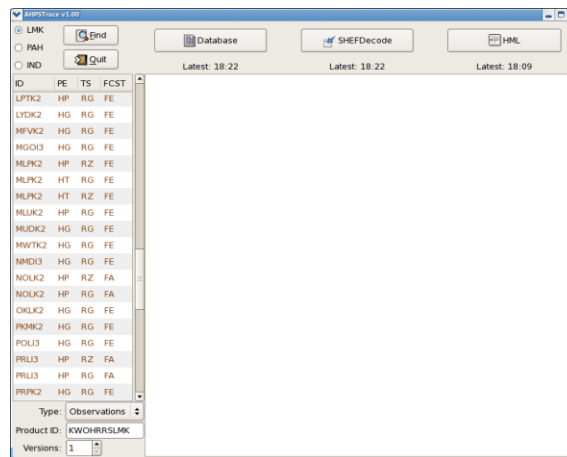 AHPSTrace v1.00
LMK
PAH
IND
Find
Quit
Database
SHEFDecode
HML
Latest: 18:22
Latest: 18:22
Latest: 18:09
ID PE TS FCST
LPTK2 HP RG FE
LYDK2 HG RG FE
MFVK2 HG RG FE
MGOI3 HG RG FE
MLPK2 HP RZ FE
MLPK2 HT RG FE
MLPK2 HT RZ FE
MLUK2 HP RG FE
MUDK2 HG RG FE
MWTK2 HG RG FE
NMDI3 HG RG FE
NOLK2 HP RZ FA
NOLK2 HP RG FA
OKLK2 HG RG FE
PKMK2 HG RG FE
POLI3 HG RG FE
PRLI3 HP RZ FA
PRLI3 HP RG FA
PRPK2 HG RG FE
Type: Observations
Product ID: KWOHRRSLMK
Versions: 1